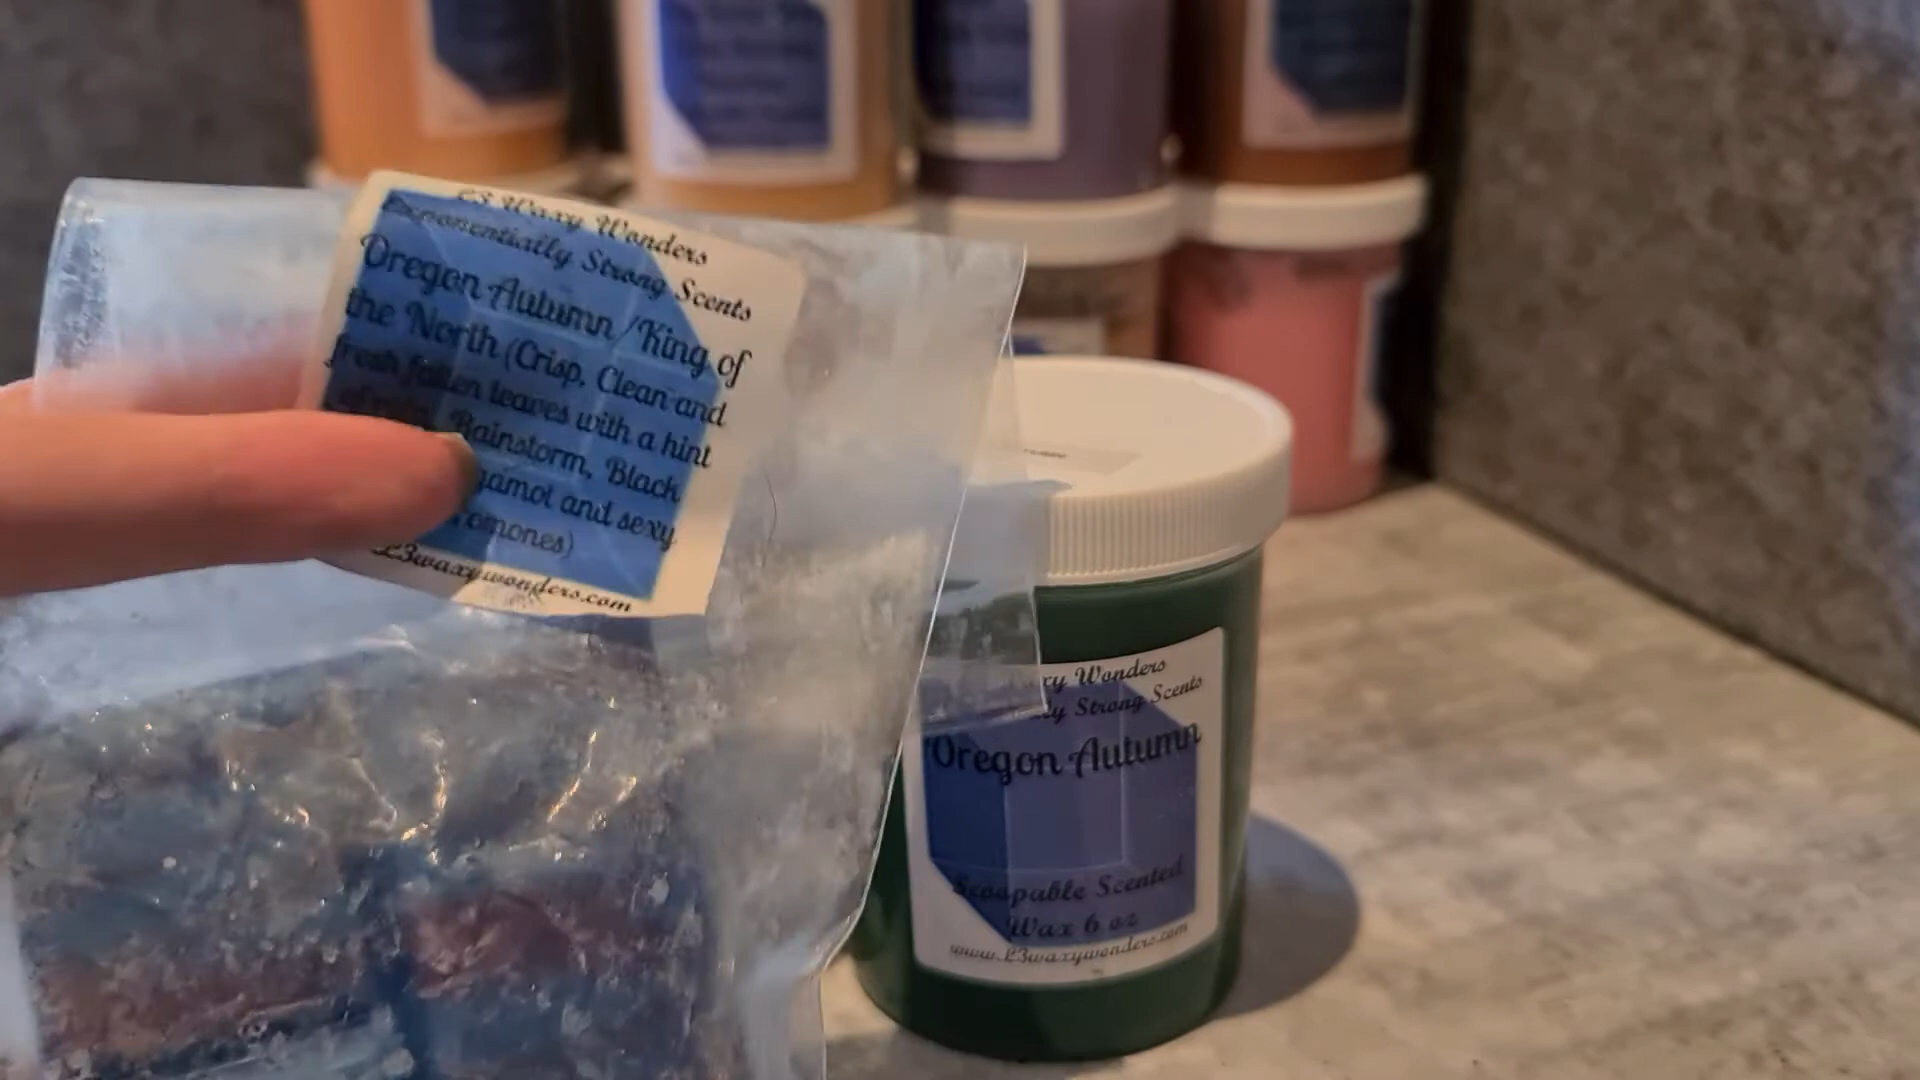 L3 Waxy Wonders
Exponentially Strong Scents
Oregon Autumn / King of
the North (Crisp, Clean and
fresh fallen leaves with a hint
Rainstorm, Black
and sexy
L3waxywonders.com
Wonders
Strong Scents
Oregon Autumn
Scoopable Scented
Wax 6 oz
www.L3waxywonders.com